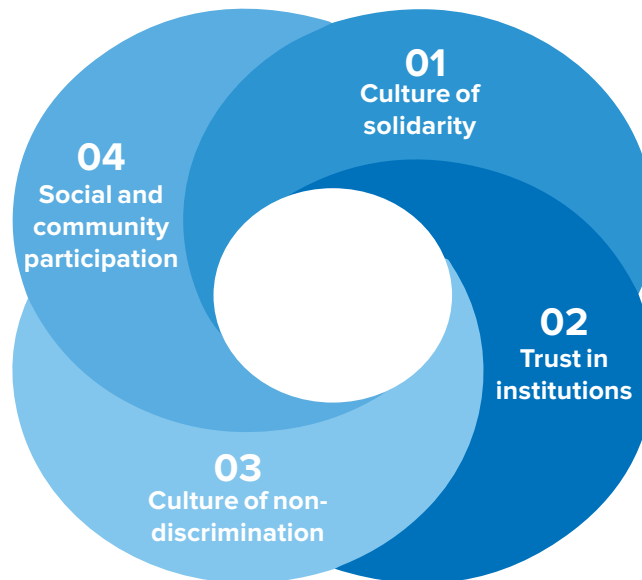 01
Culture of
solidarity
02
Trust in
institutions
03
Culture of non-
discrimination
04
Social and
community
participation